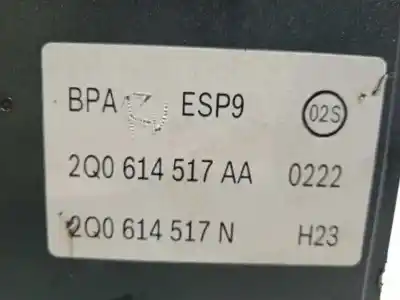 BPA ESP9 02S
2Q0 614 517 AA 0222
2Q0 614 517 N H23